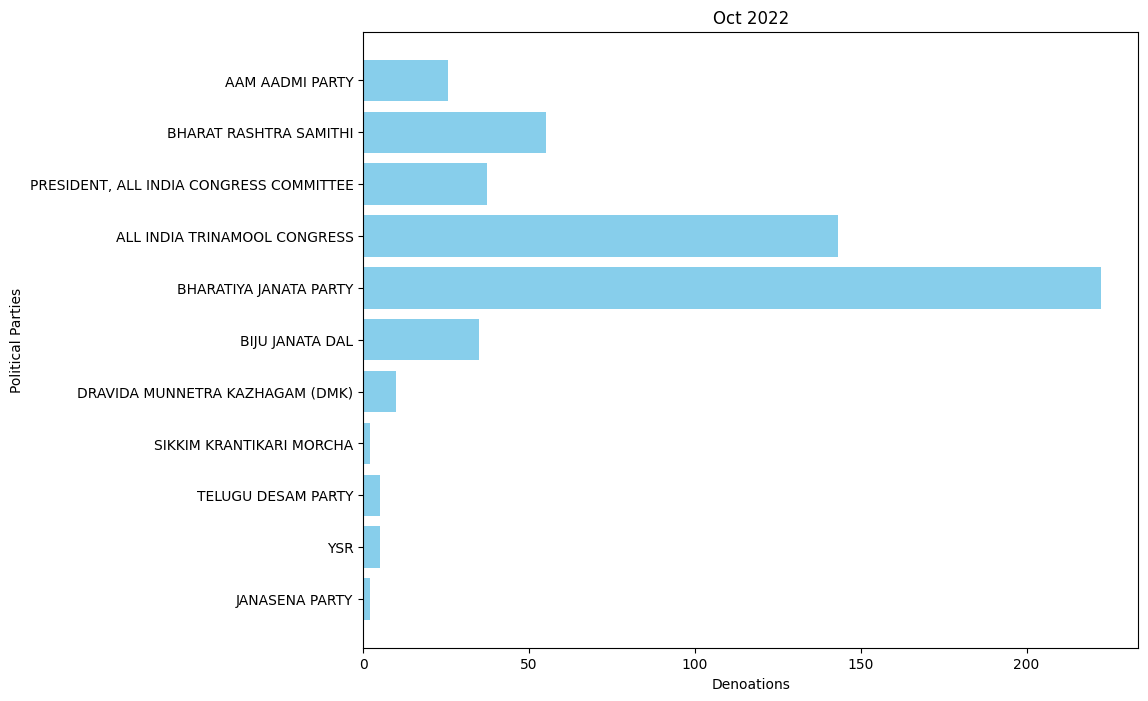 Oct 2022
AAM AADMI PARTY
BHARAT RASHTRA SAMITHI
PRESIDENT, ALL INDIA CONGRESS COMMITTEE
ALL INDIA TRINAMOOL CONGRESS
BHARATIYA JANATA PARTY
BIJU JANATA DAL
DRAVIDA MUNNETRA KAZHAGAM (DMK)
SIKKIM KRANTIKARI MORCHA
TELUGU DESAM PARTY
YSR
JANASENA PARTY
Political Parties
0 50 100 150 200
Denoations